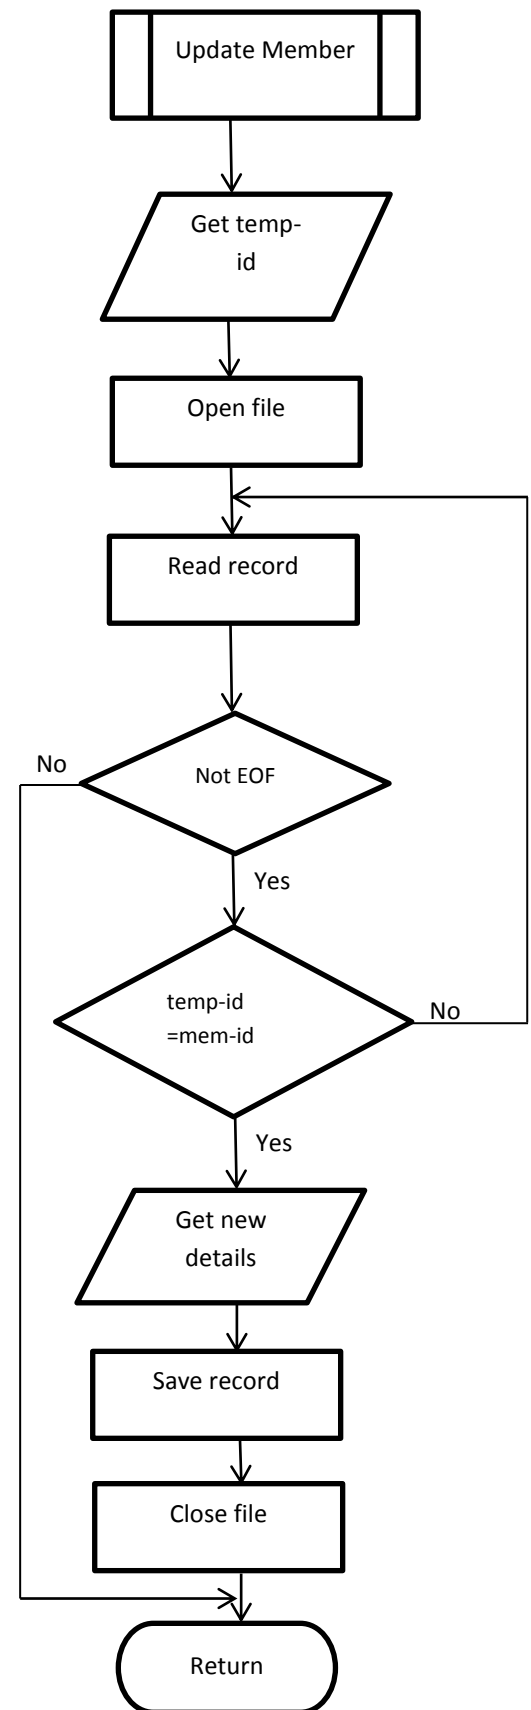 Update Member
Get temp-
id
Open file
Read record
No
Not EOF
Yes
temp-id
=mem-id
No
Yes
Get new
details
Save record
Close file
Return